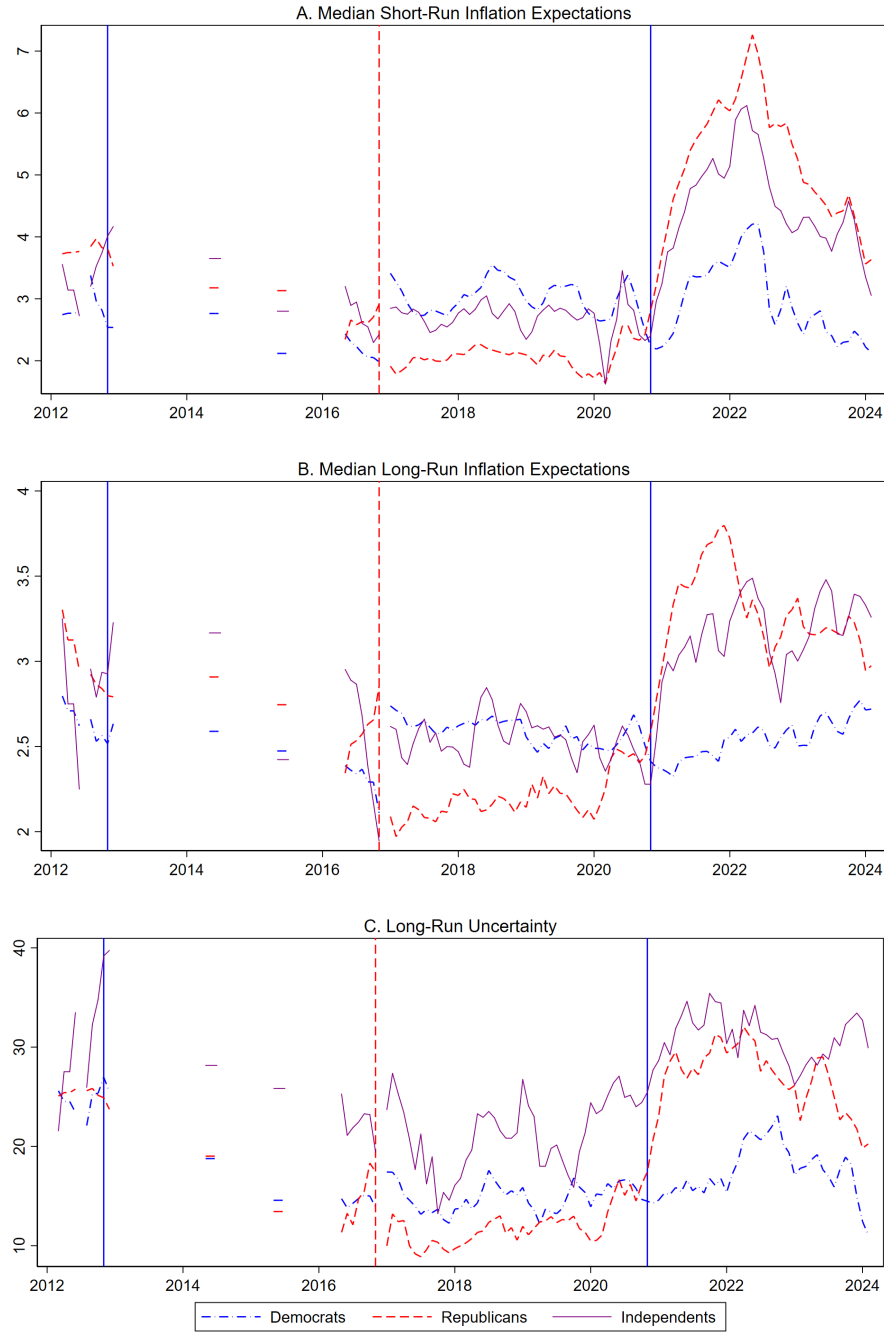 A. Median Short-Run Inflation Expectations
7
6
5
4
3
2
2012 2014 2016 2018 2020 2022 2024
B. Median Long-Run Inflation Expectations
4
3.5
3
2.5
2
2012 2014 2016 2018 2020 2022 2024
C. Long-Run Uncertainty
40
30
20
10
2012 2014 2016 2018 2020 2022 2024
Democrats Republicans Independents